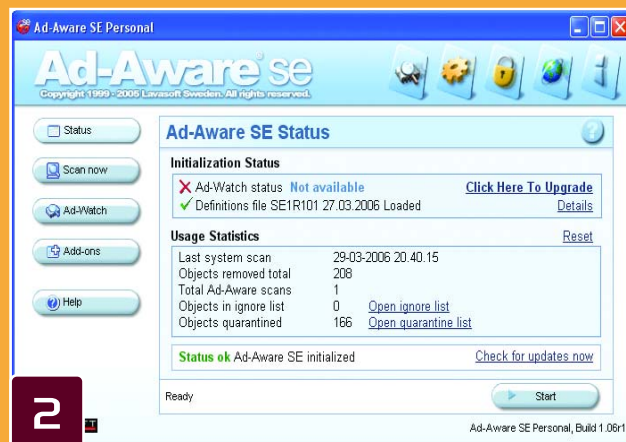 Ad-Aware SE Personal
Ad-Aware SE
Copyright 1999 - 2005 Lavasoft Sweden. All rights reserved.
Status
Scan now
Ad-Watch
Add-ons
Help
Ad-Aware SE Status
Initialization Status
Ad-Watch status Not available Click Here To Upgrade
Definitions file SE1R101 27.03.2006 Loaded Details
Usage Statistics Reset
Last system scan 29-03-2006 20.40.15
Objects removed total 208
Total Ad-Aware scans 1
Objects in ignore list 0 Open ignore list
Objects quarantined 166 Open quarantine list
Status ok Ad-Aware SE initialized Check for updates now
Ready Start
2
Ad-Aware SE Personal, Build 1.06r1